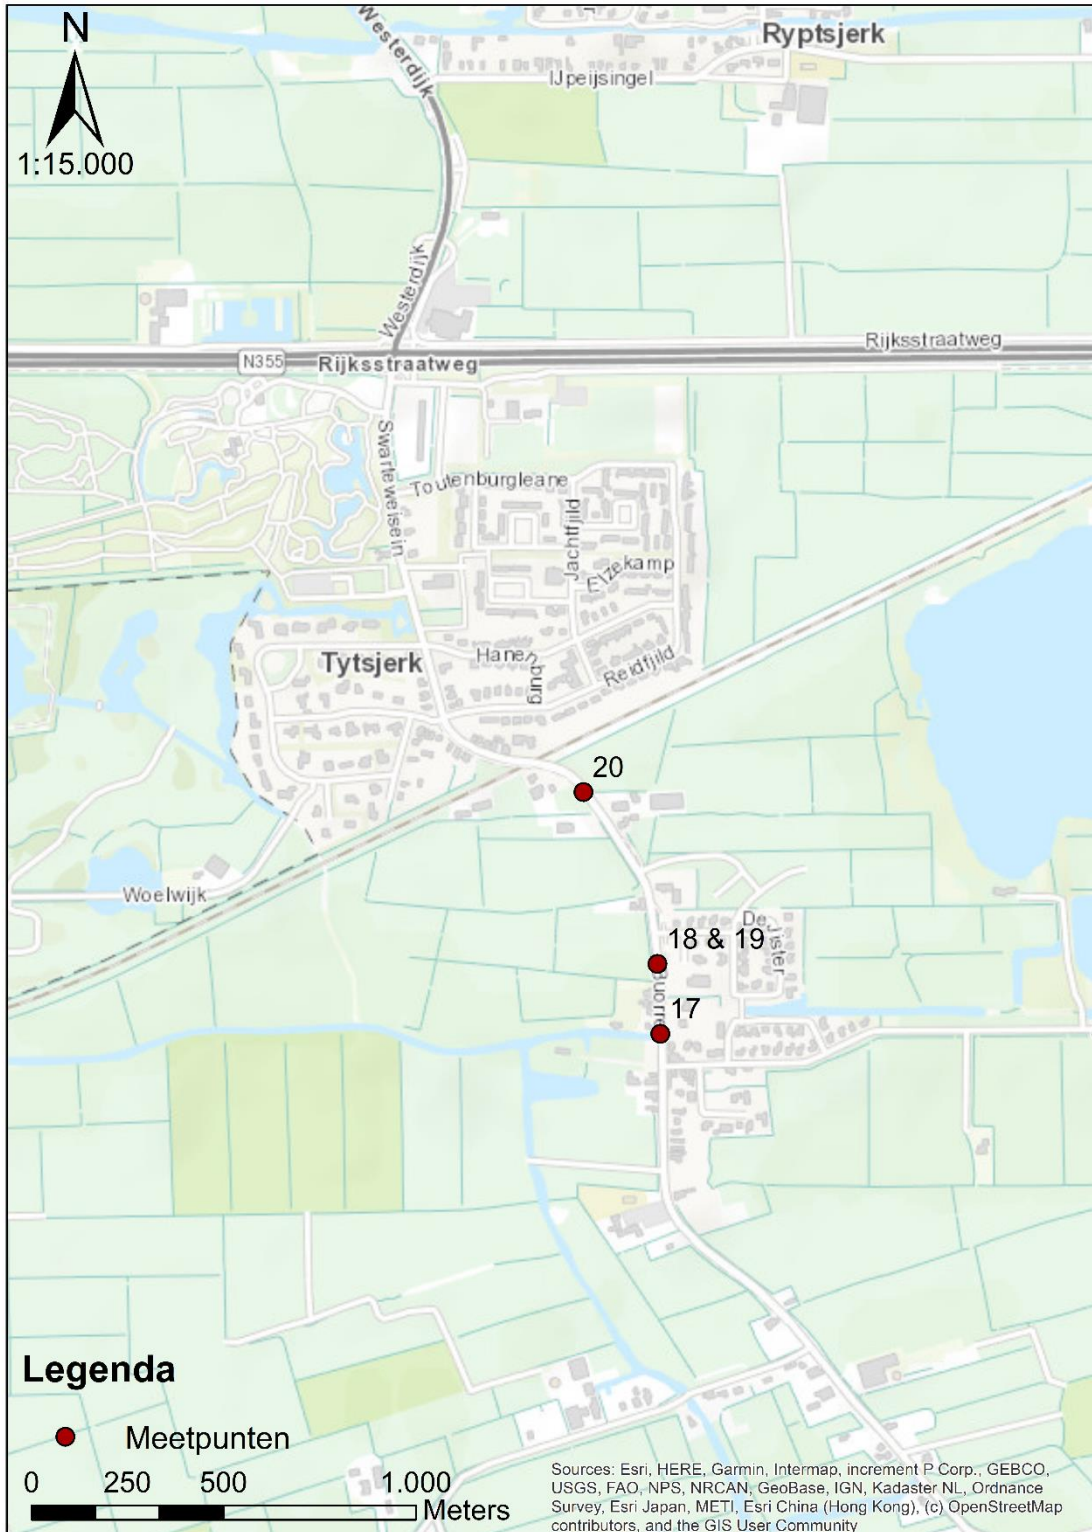 N
1:15.000
Westerdijk
Ryptsjerk
IJpeijsingel
Westerdijk
N355
Rijksstraatweg
Rijksstraatweg
Swarteweisein
Toutenburgleane
Jachtfjild
Elzekamp
Tytsjerk
Hanenburg
Reidfjild
20
Woelwijk
18 & 19
17
Legenda
Meetpunten
0 250 500 1.000
Meters
Sources: Esri, HERE, Garmin, Intermap, increment P Corp., GEBCO,
USGS, FAO, NPS, NRCAN, GeoBase, IGN, Kadaster NL, Ordnance
Survey, Esri Japan, METI, Esri China (Hong Kong), (c) OpenStreetMap
contributors, and the GIS User Community